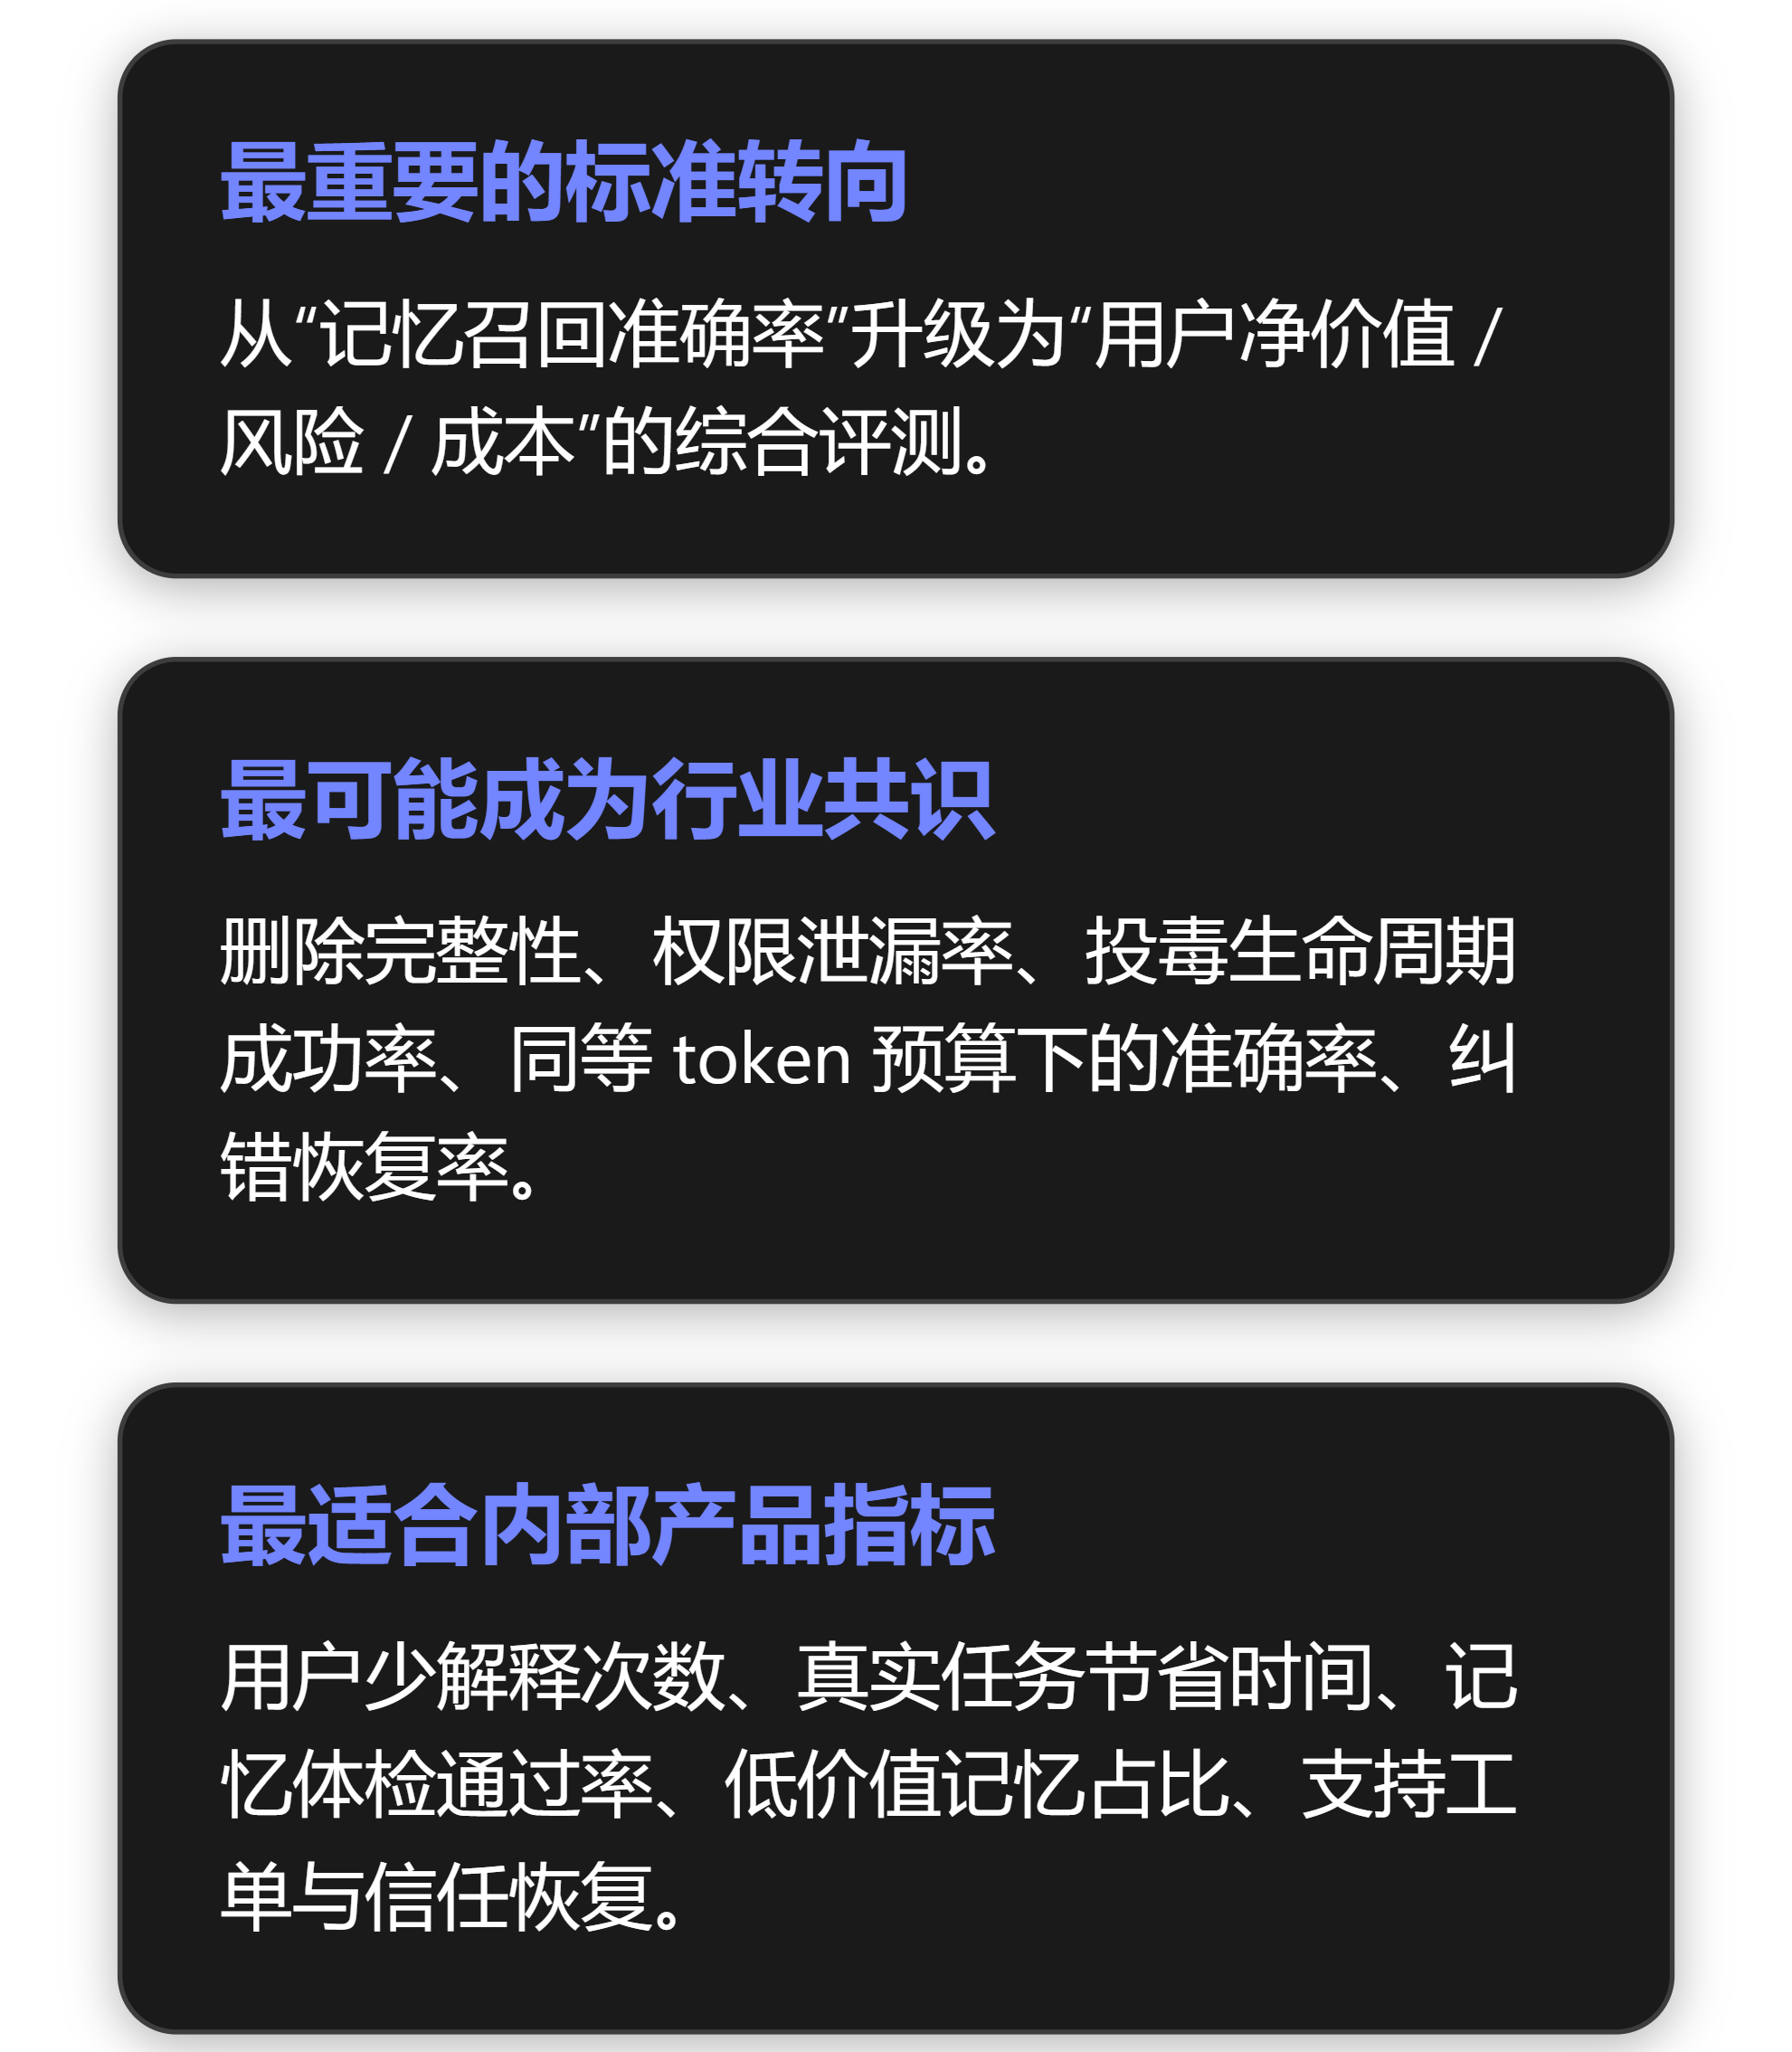 最重要的标准转向
从“记忆召回准确率”升级为“用户净价值 /
风险 / 成本”的综合评测。
最可能成为行业共识
删除完整性、权限泄漏率、投毒生命周期
成功率、同等 token 预算下的准确率、纠
错恢复率。
最适合内部产品指标
用户少解释次数、真实任务节省时间、记
忆体检通过率、低价值记忆占比、支持工
单与信任恢复。